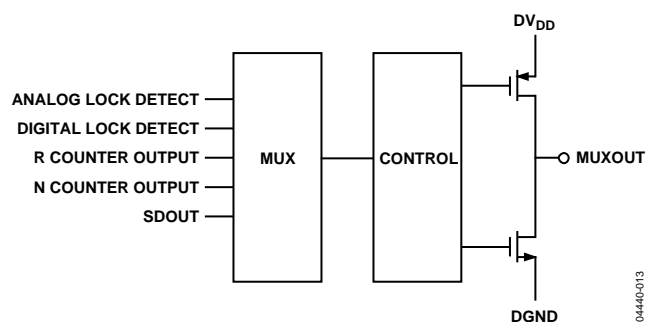 DVDD
ANALOG LOCK DETECT
DIGITAL LOCK DETECT
R COUNTER OUTPUT
N COUNTER OUTPUT
SDOUT
MUX
CONTROL
MUXOUT
DGND
04440-013